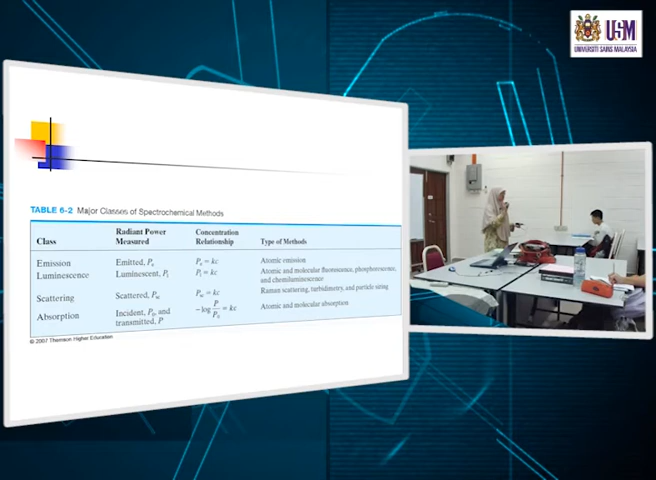 USM
UNIVERSITI SAINS MALAYSIA
TABLE 6-2 Major Classes of Spectrochemical Methods
Class Radiant Power Measured Concentration Relationship Type of Methods
Emission Emitted, Pe Pe = kc Atomic emission
Luminescence Luminescent, Pl Pl = kc Atomic and molecular fluorescence, phosphorescence, and chemiluminescence
Scattering Scattered, Psc Psc = kc Raman scattering, turbidimetry, and particle sizing
Absorption Incident, P0, and transmitted, P −log P/P0 = kc Atomic and molecular absorption
© 2007 Thomson Higher Education